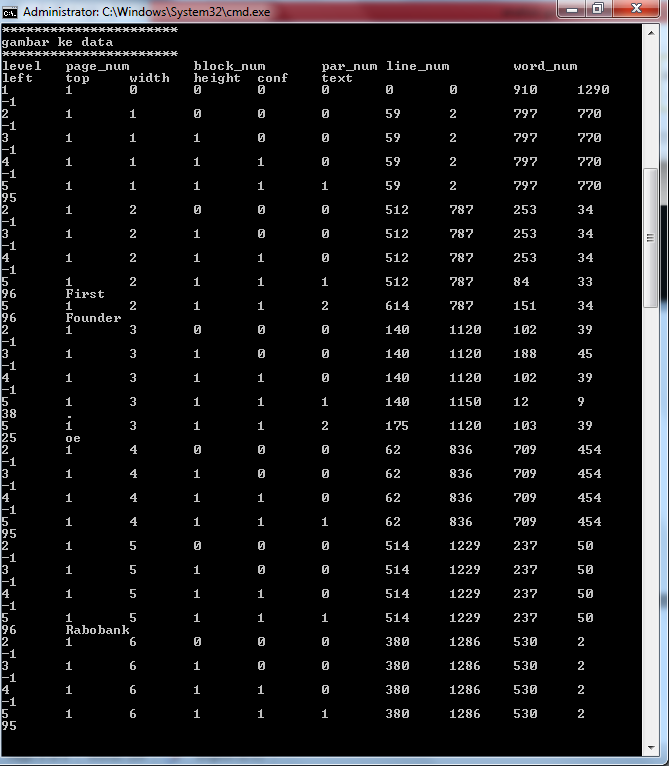 Administrator: C:\Windows\System32\cmd.exe
**********************
gambar ke data
**********************
level page_num block_num par_num line_num word_num
left top width height conf text
1 1 0 0 0 0 0 0 910 1290
-1
2 1 1 0 0 0 59 2 797 770
-1
3 1 1 1 0 0 59 2 797 770
-1
4 1 1 1 1 0 59 2 797 770
-1
5 1 1 1 1 1 59 2 797 770
95
2 1 2 0 0 0 512 787 253 34
-1
3 1 2 1 0 0 512 787 253 34
-1
4 1 2 1 1 0 512 787 253 34
-1
5 1 2 1 1 1 512 787 84 33
96 First
5 1 2 1 1 2 614 787 151 34
96 Founder
2 1 3 0 0 0 140 1120 102 39
-1
3 1 3 1 0 0 140 1120 188 45
-1
4 1 3 1 1 0 140 1120 102 39
-1
5 1 3 1 1 1 140 1150 12 9
38 .
5 1 3 1 1 2 175 1120 103 39
25 oe
2 1 4 0 0 0 62 836 709 454
-1
3 1 4 1 0 0 62 836 709 454
-1
4 1 4 1 1 0 62 836 709 454
-1
5 1 4 1 1 1 62 836 709 454
95
2 1 5 0 0 0 514 1229 237 50
-1
3 1 5 1 0 0 514 1229 237 50
-1
4 1 5 1 1 0 514 1229 237 50
-1
5 1 5 1 1 1 514 1229 237 50
96 Rabobank
2 1 6 0 0 0 380 1286 530 2
-1
3 1 6 1 0 0 380 1286 530 2
-1
4 1 6 1 1 0 380 1286 530 2
-1
5 1 6 1 1 1 380 1286 530 2
95